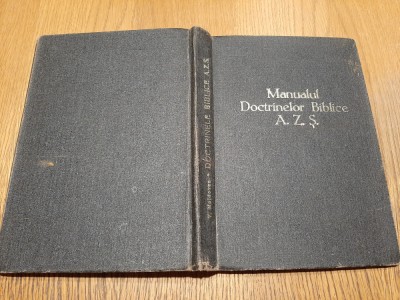 Manualul
Doctrinelor Biblice
A. Z. Ș.
DOCTRINELE BIBLICE A.Z.Ș.